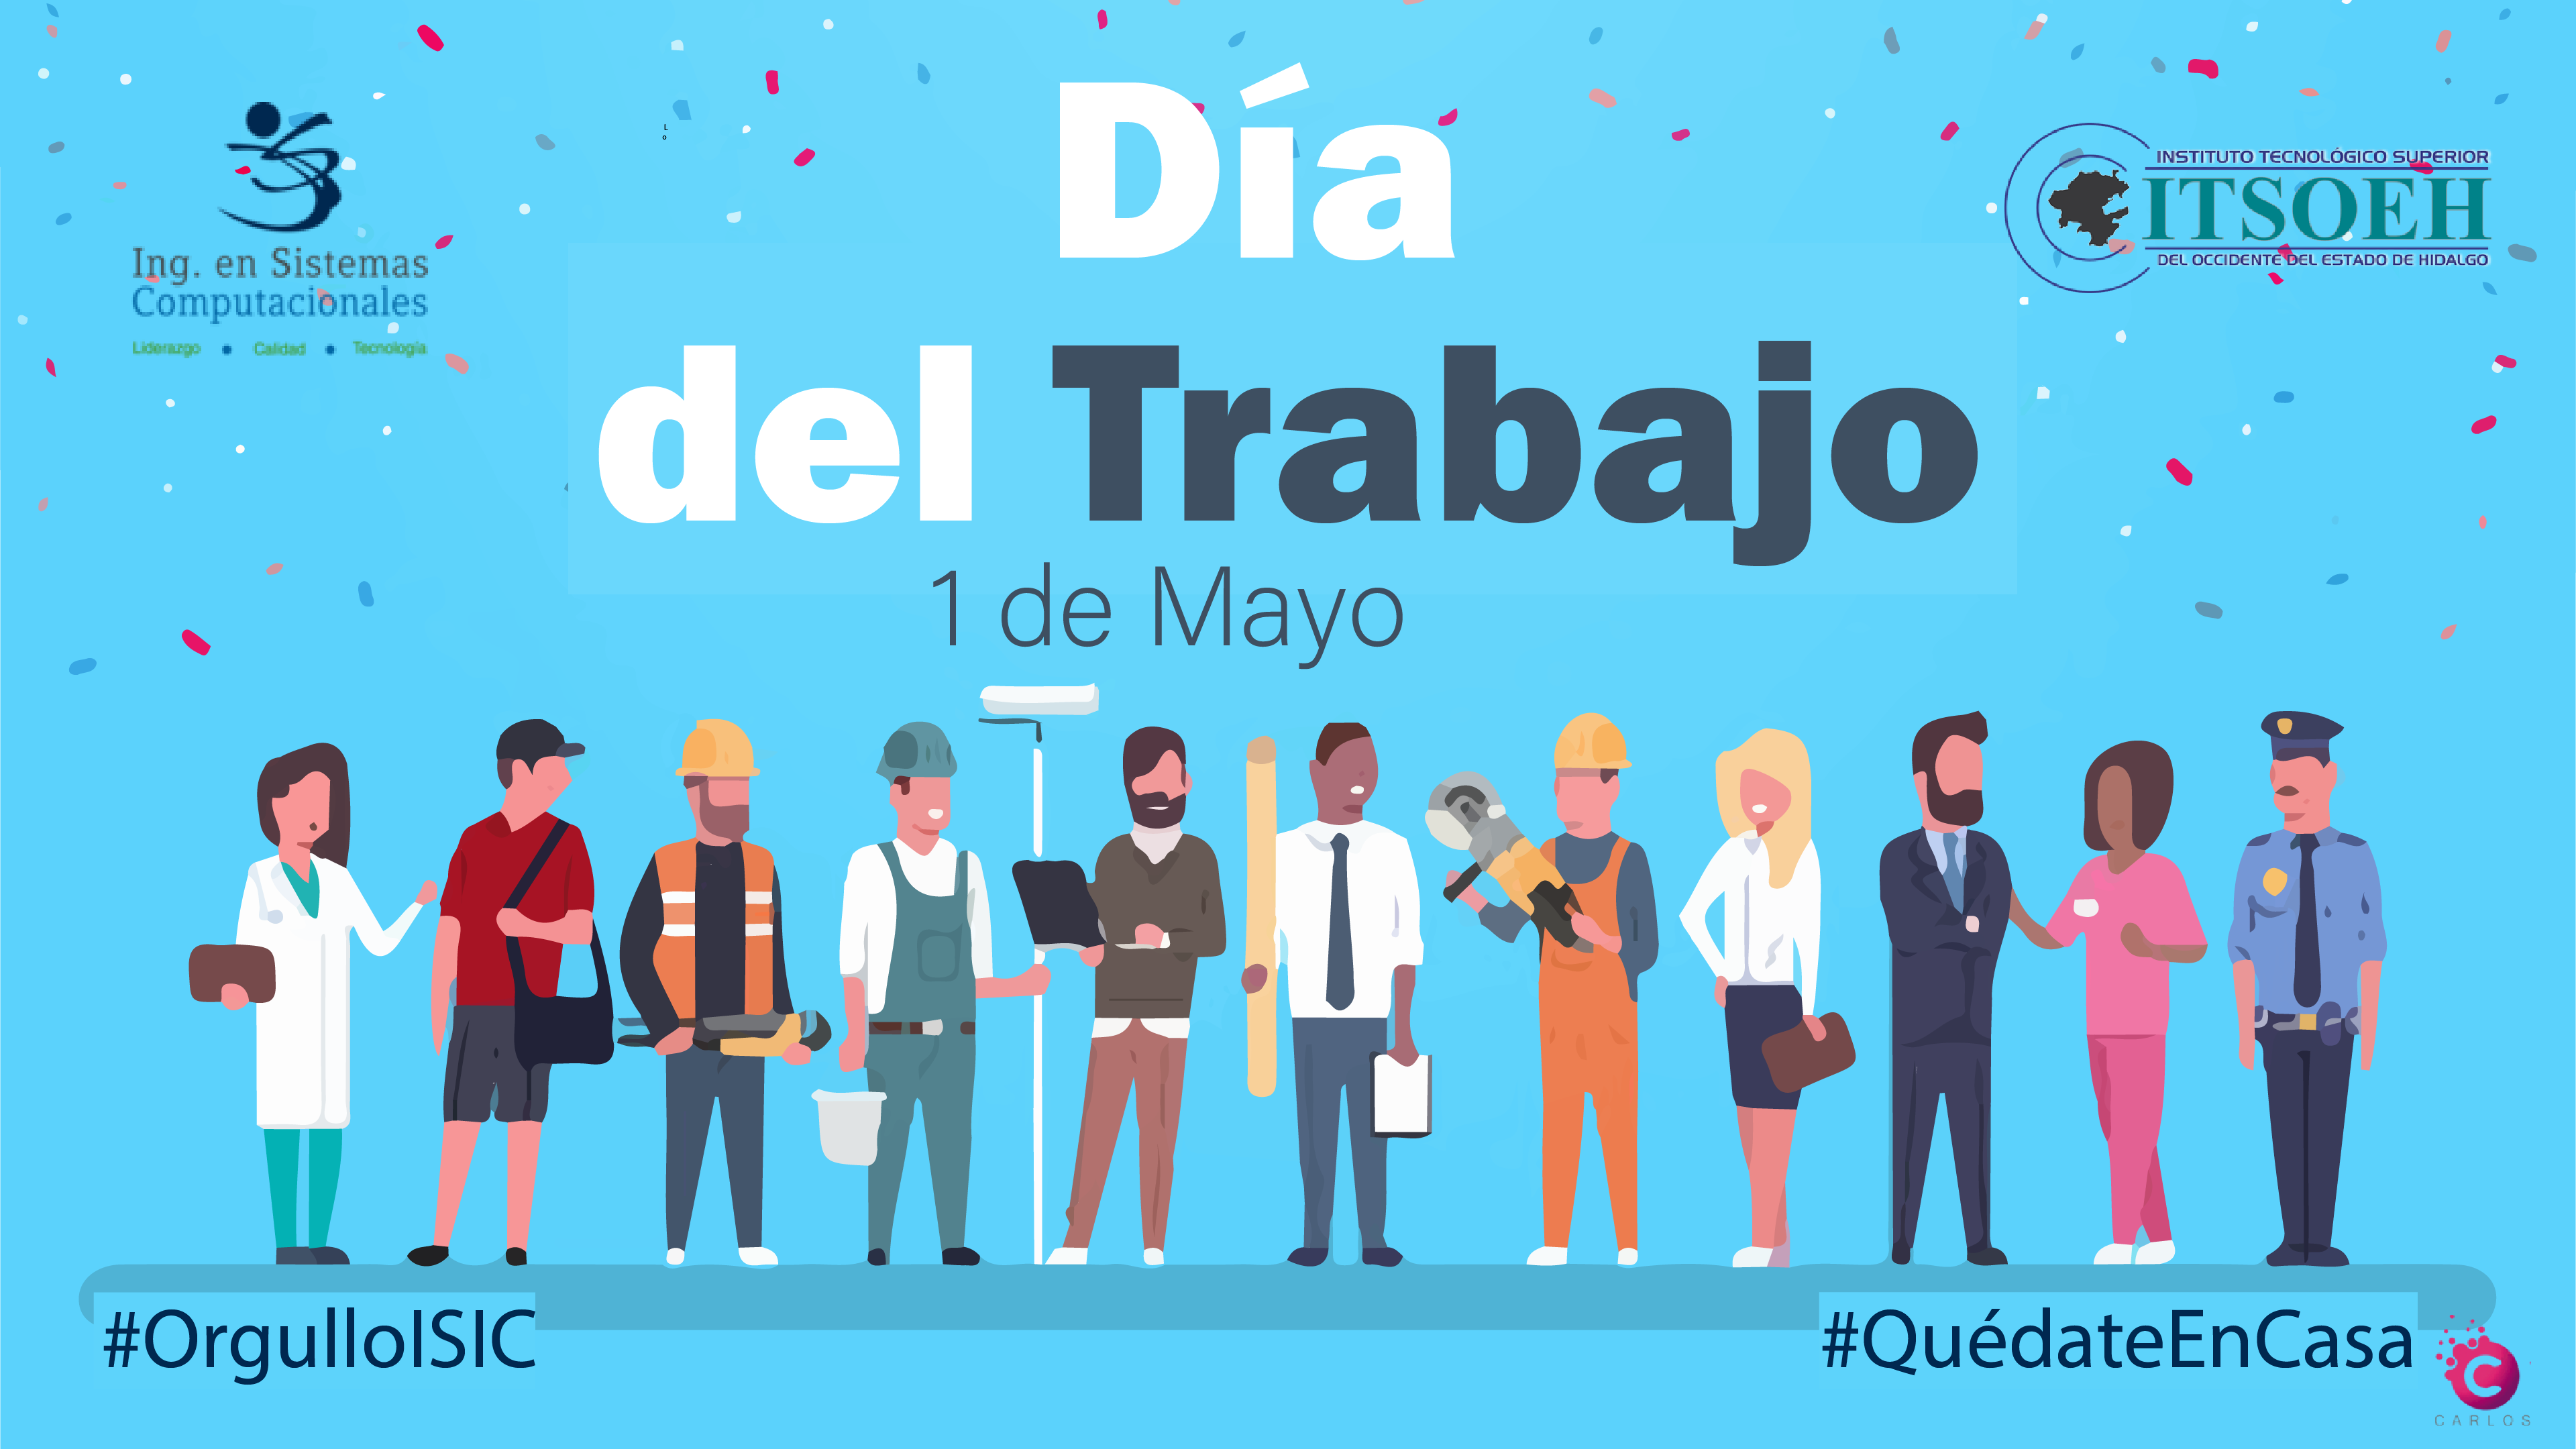 Día
del Trabajo
1 de Mayo
Ing. en Sistemas
Computacionales
Liderazgo • Calidad • Tecnología
INSTITUTO TECNOLÓGICO SUPERIOR
ITSOEH
DEL OCCIDENTE DEL ESTADO DE HIDALGO
L
o
#OrgulloISIC
#QuédateEnCasa
C
CARLOS